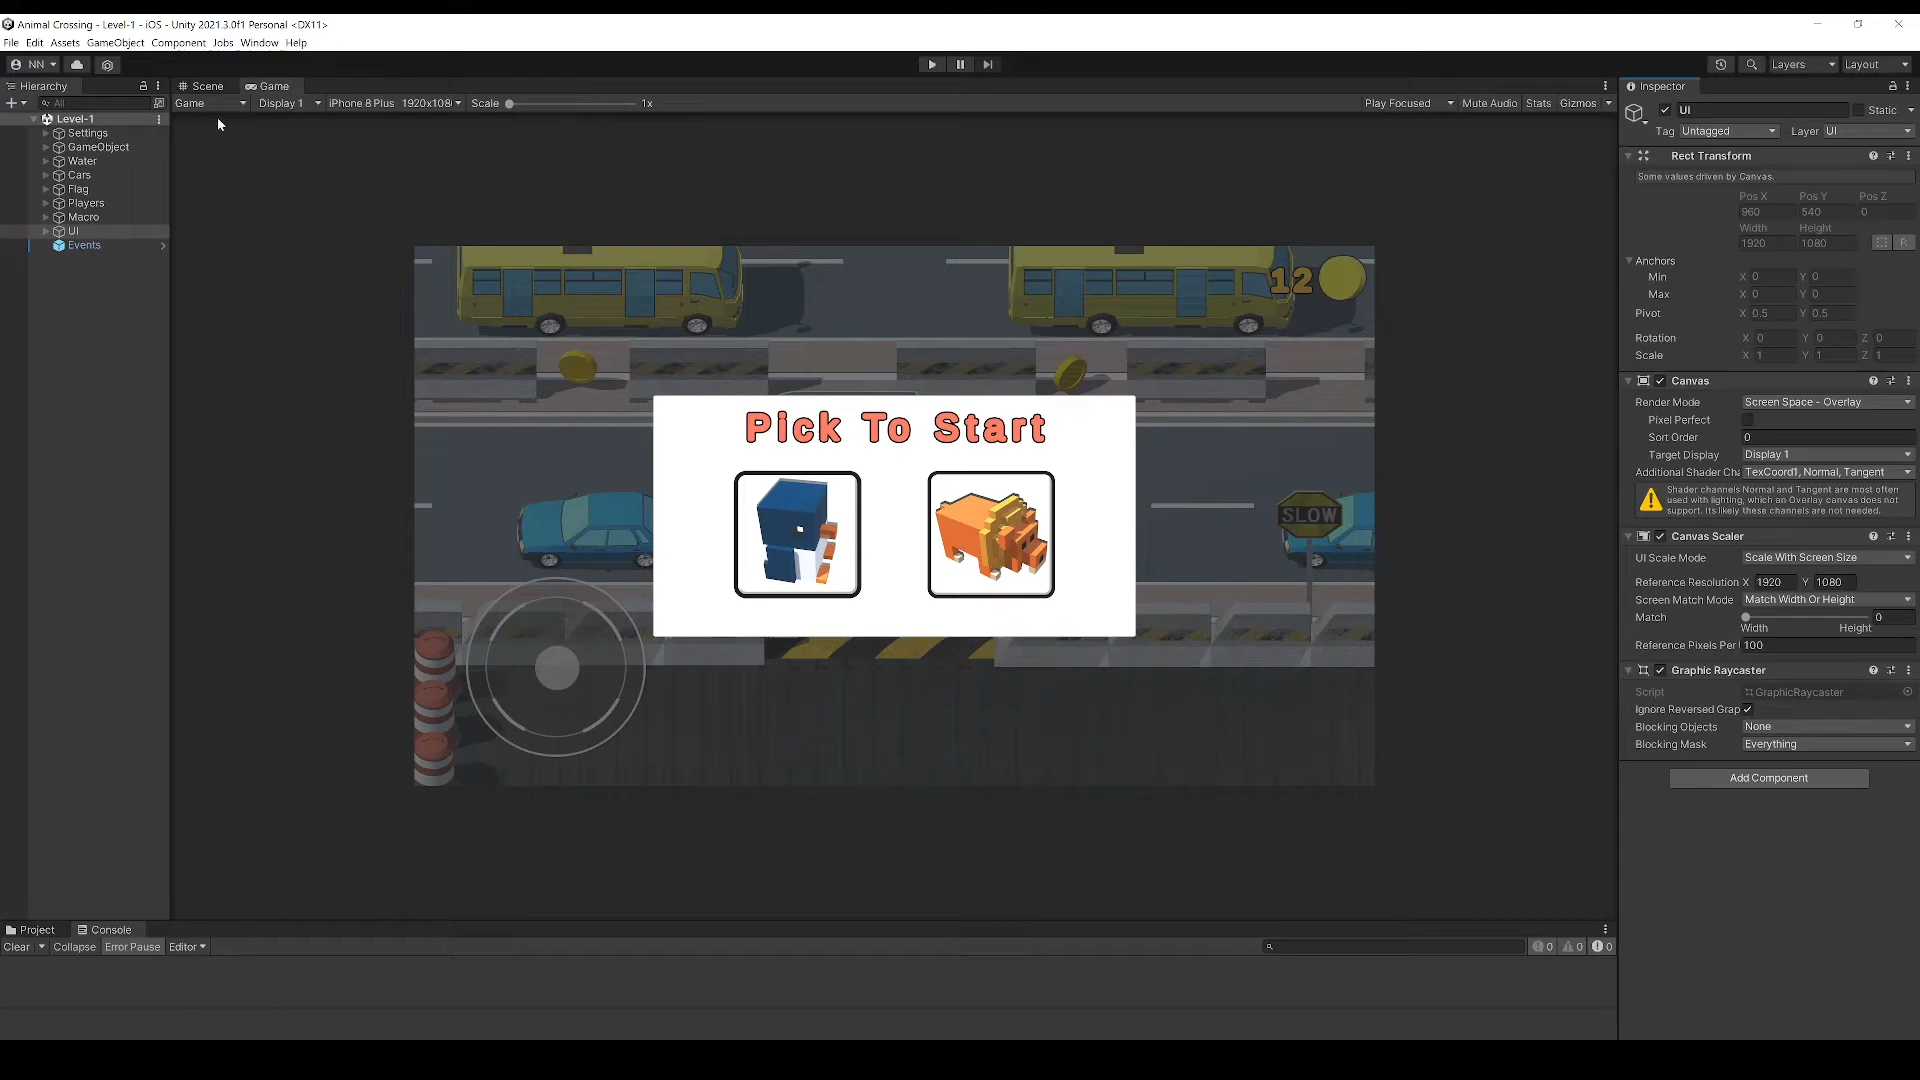 Animal Crossing - Level-1 - iOS - Unity 2021.3.0f1 Personal <DX11>
File Edit Assets GameObject Component Jobs Window Help
NN
Layers Layout
Hierarchy
Scene Game
Inspector
All
Game Display 1 iPhone 8 Plus 1920x108 Scale 1x
Play Focused Mute Audio Stats Gizmos
Level-1
Settings
GameObject
Water
Cars
Flag
Players
Macro
UI
Events
12
Pick To Start
SLOW
UI Static
Tag Untagged Layer UI
Rect Transform
Some values driven by Canvas.
Pos X Pos Y Pos Z
960 540 0
Width Height
1920 1080 R
Anchors
Min X 0 Y 0
Max X 0 Y 0
Pivot X 0.5 Y 0.5
Rotation X 0 Y 0 Z 0
Scale X 1 Y 1 Z 1
Canvas
Render Mode Screen Space - Overlay
Pixel Perfect
Sort Order 0
Target Display Display 1
Additional Shader Cha TexCoord1, Normal, Tangent
Shader channels Normal and Tangent are most often
used with lighting, which an Overlay canvas does not
support. Its likely these channels are not needed.
Canvas Scaler
UI Scale Mode Scale With Screen Size
Reference Resolution X 1920 Y 1080
Screen Match Mode Match Width Or Height
Match 0
Width Height
Reference Pixels Per 100
Graphic Raycaster
Script GraphicRaycaster
Ignore Reversed Grap
Blocking Objects None
Blocking Mask Everything
Add Component
Project Console
Clear Collapse Error Pause Editor
0 0 0